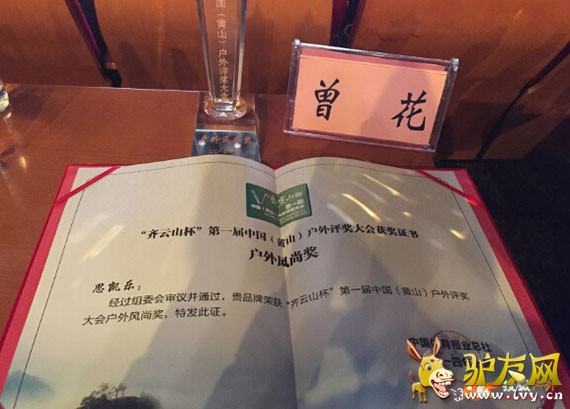 国（黄山）户外评奖大会
曾花
“齐云山杯”第一届中国（黄山）户外评奖大会获奖证书
户外风尚奖
思凯乐：
经过组委会审议并通过，贵品牌荣获“齐云山杯”第一届中国（黄山）户外评奖
大会户外风尚奖，特发此证。
驴友网
www.lvy.cn